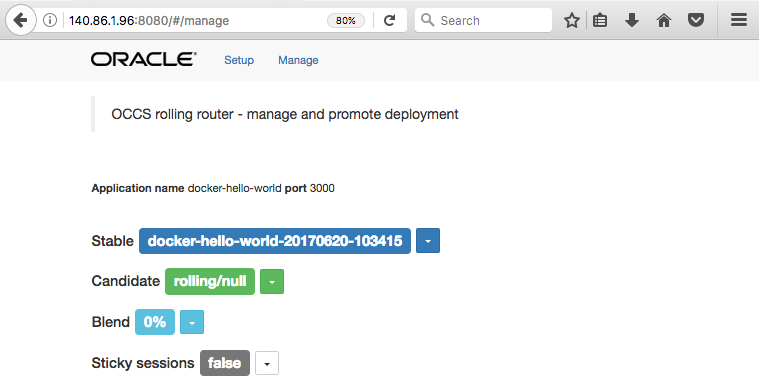 140.86.1.96:8080/#/manage 80% Search
ORACLE Setup Manage
OCCS rolling router - manage and promote deployment
Application name docker-hello-world port 3000
Stable docker-hello-world-20170620-103415
Candidate rolling/null
Blend 0%
Sticky sessions false